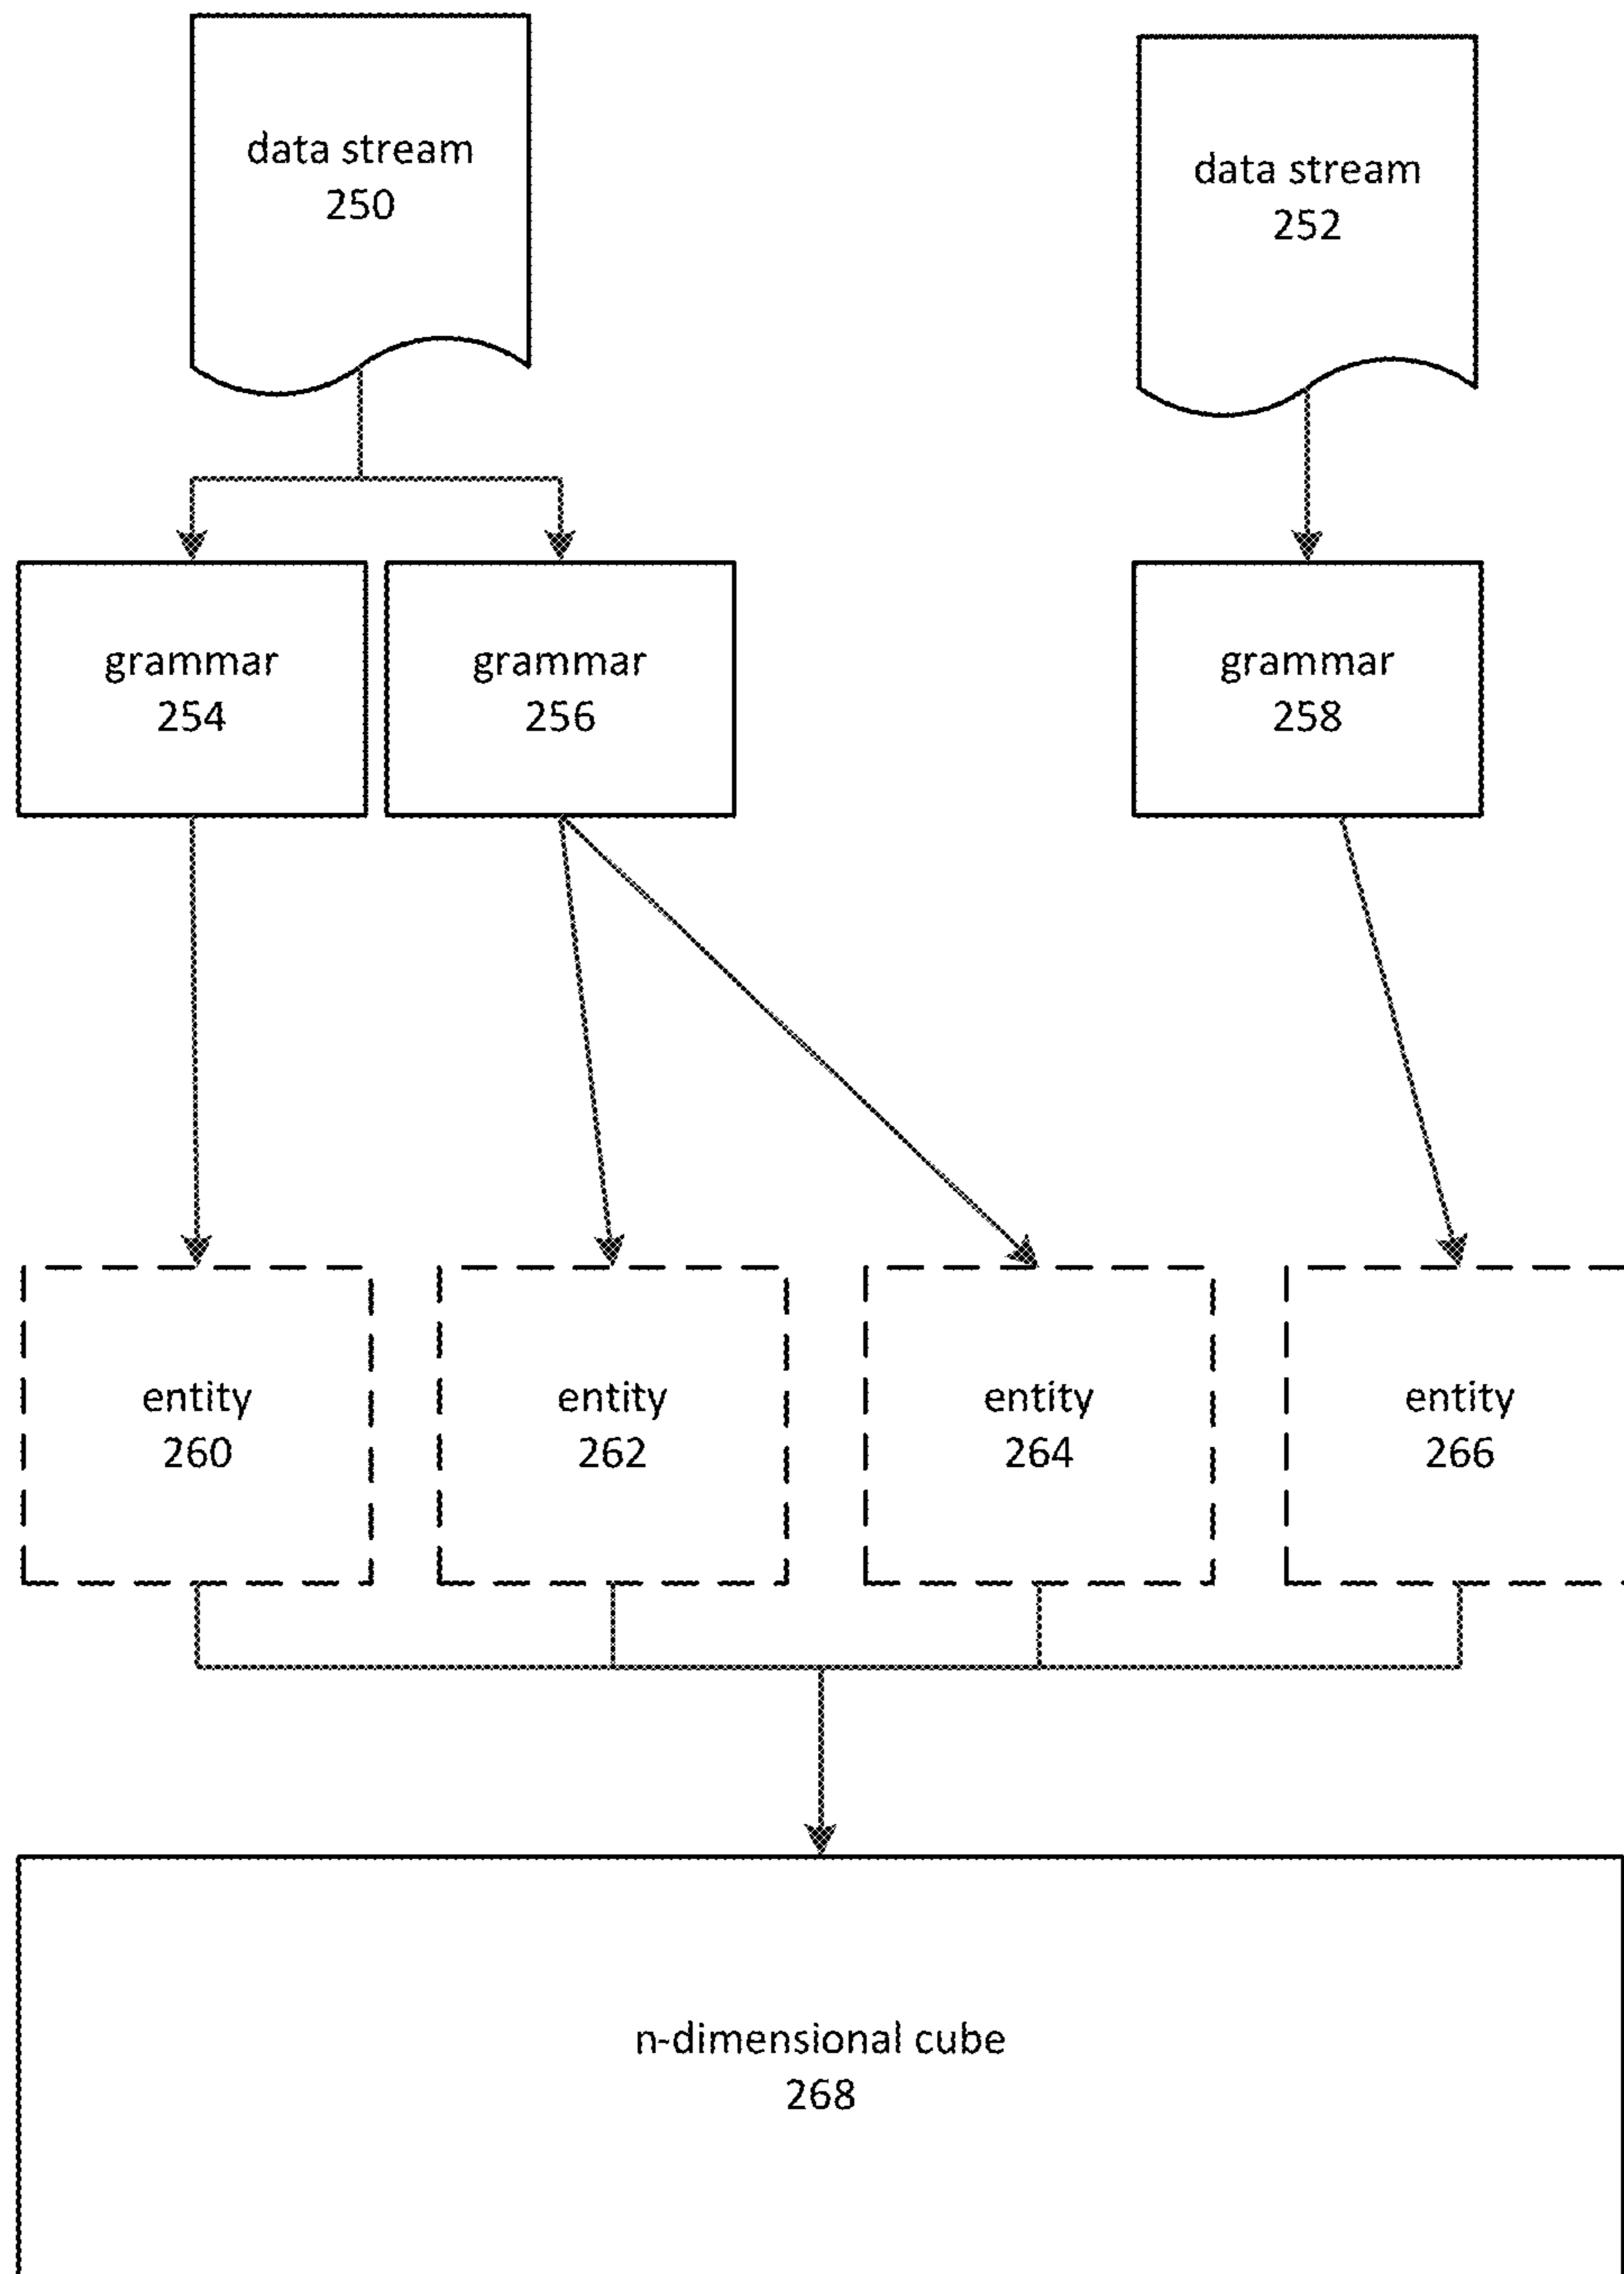 data stream
250
data stream
252
grammar
254
grammar
256
grammar
258
entity
260
entity
262
entity
264
entity
266
n-dimensional cube
268